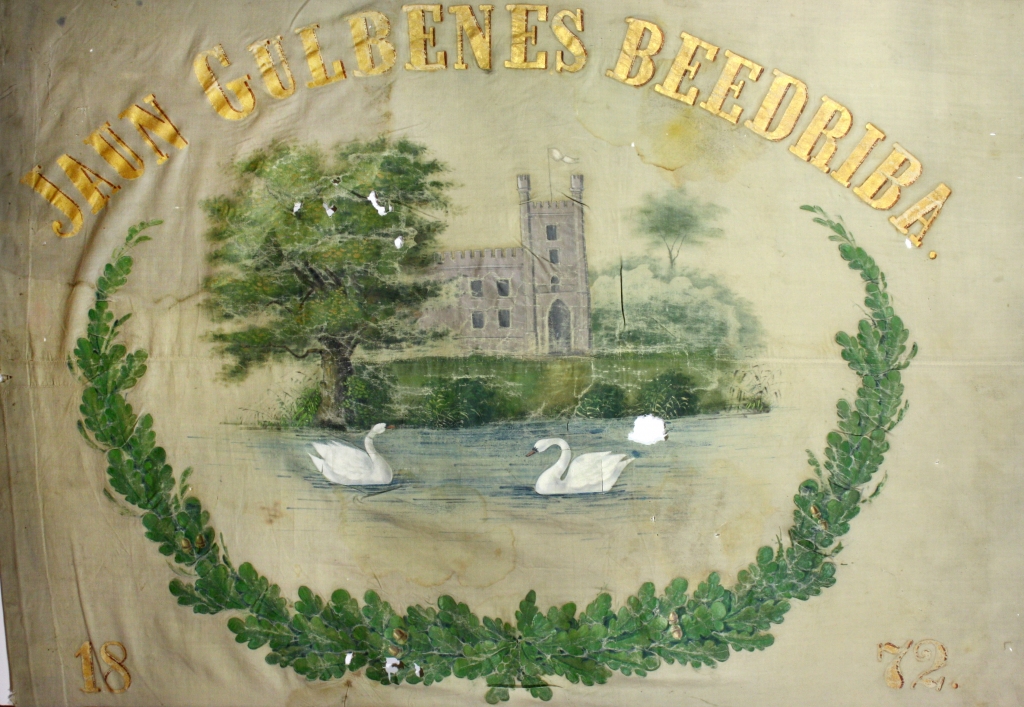 JAUN GULBENES BEEDRIBA.
18 72.